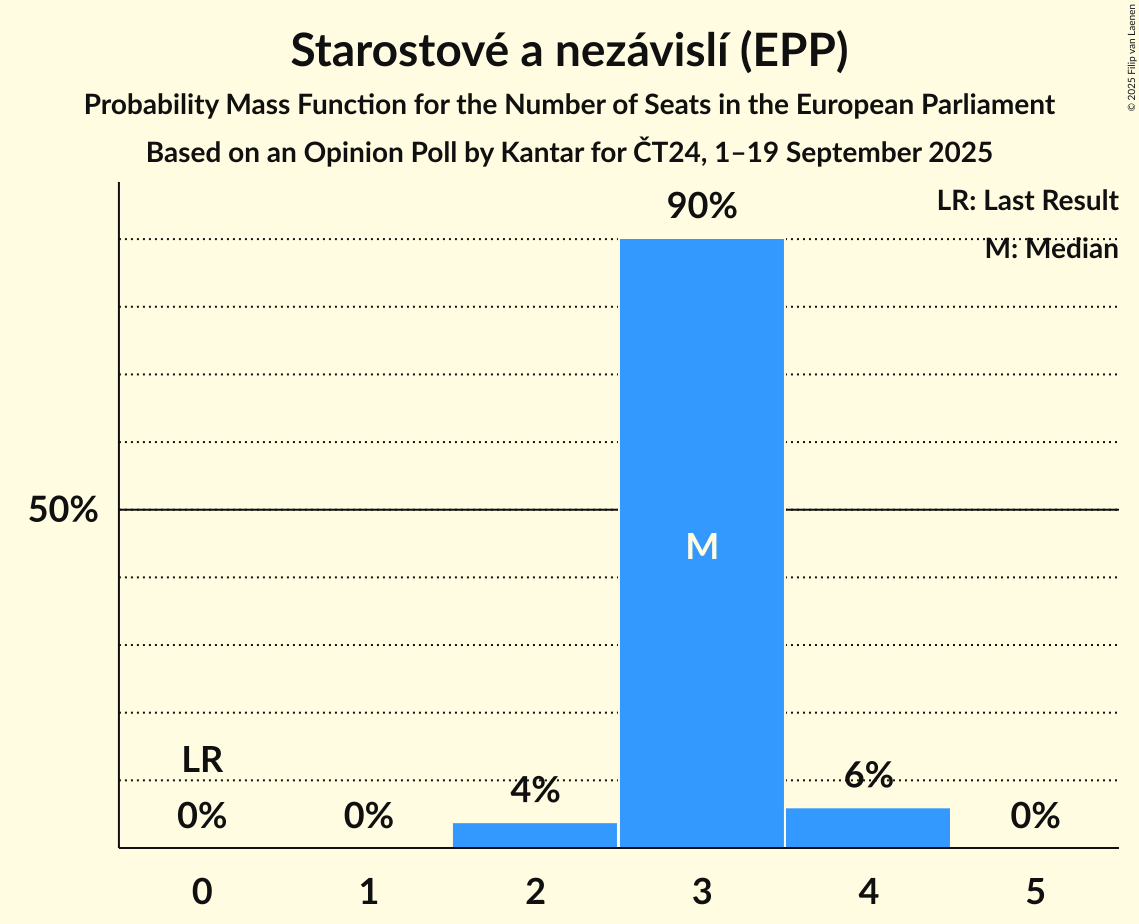 Starostové a nezávislí (EPP)
Probability Mass Function for the Number of Seats in the European Parliament
Based on an Opinion Poll by Kantar for ČT24, 1–19 September 2025
© 2025 Filip van Laenen
LR: Last Result
M: Median
90%
50%
M
LR
0%
0%
4%
6%
0%
0
1
2
3
4
5